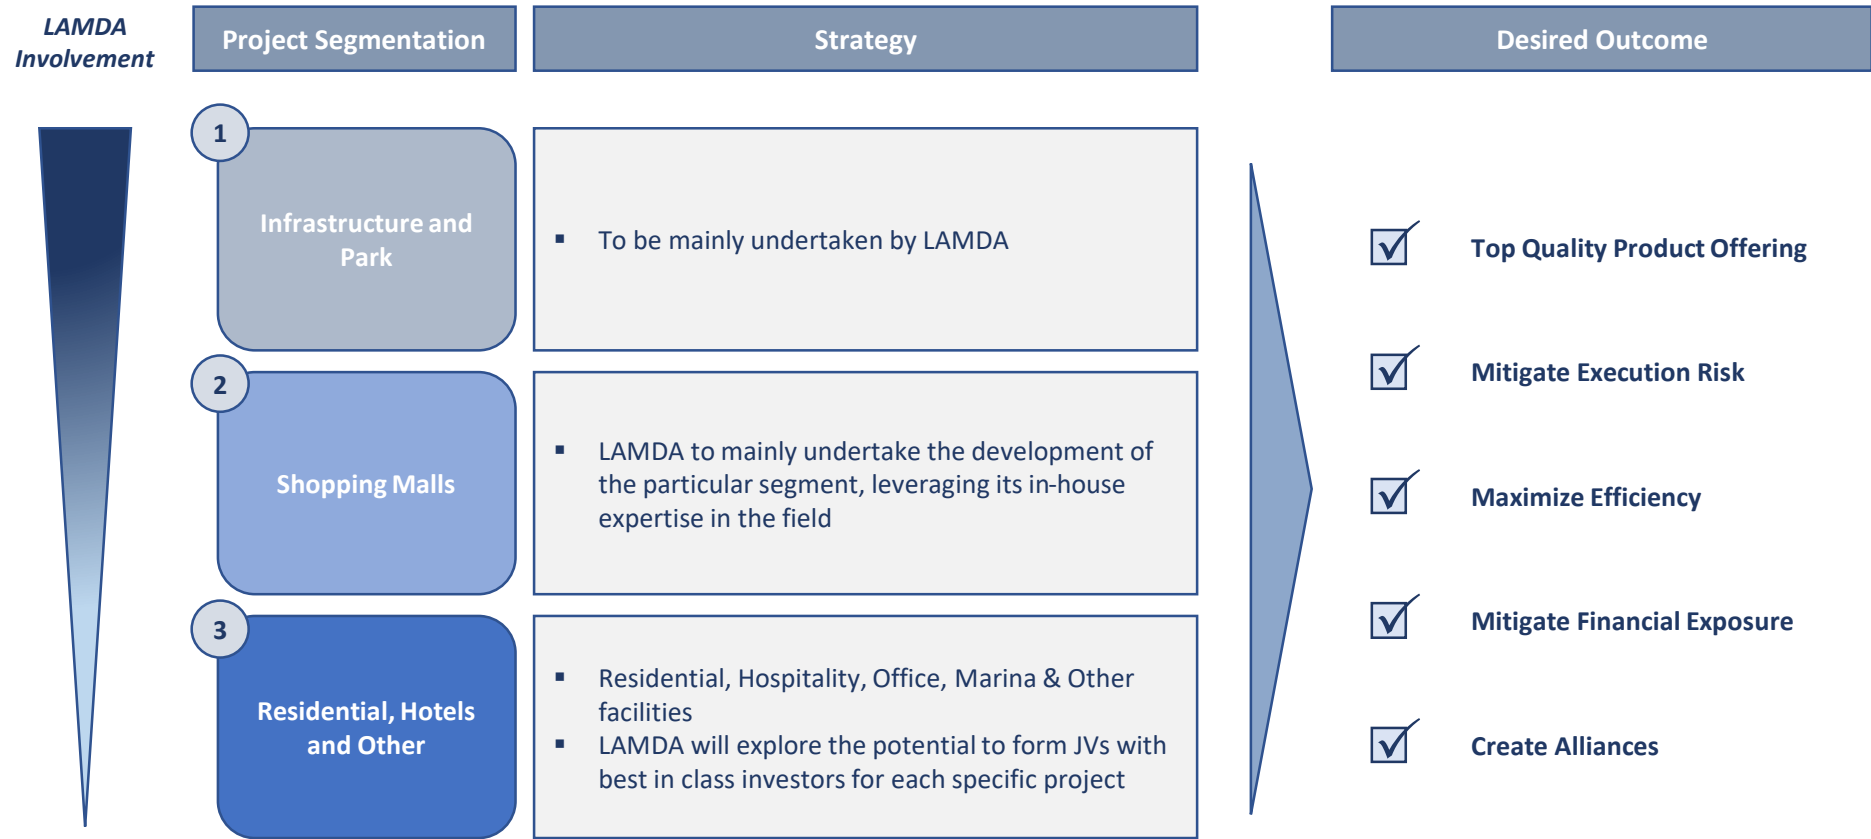 LAMDA
Involvement
Project Segmentation
Strategy
Desired Outcome
1
Infrastructure and
Park
▪ To be mainly undertaken by LAMDA
2
Shopping Malls
▪ LAMDA to mainly undertake the development of
the particular segment, leveraging its in-house
expertise in the field
3
Residential, Hotels
and Other
▪ Residential, Hospitality, Office, Marina & Other
facilities
▪ LAMDA will explore the potential to form JVs with
best in class investors for each specific project
Top Quality Product Offering
Mitigate Execution Risk
Maximize Efficiency
Mitigate Financial Exposure
Create Alliances